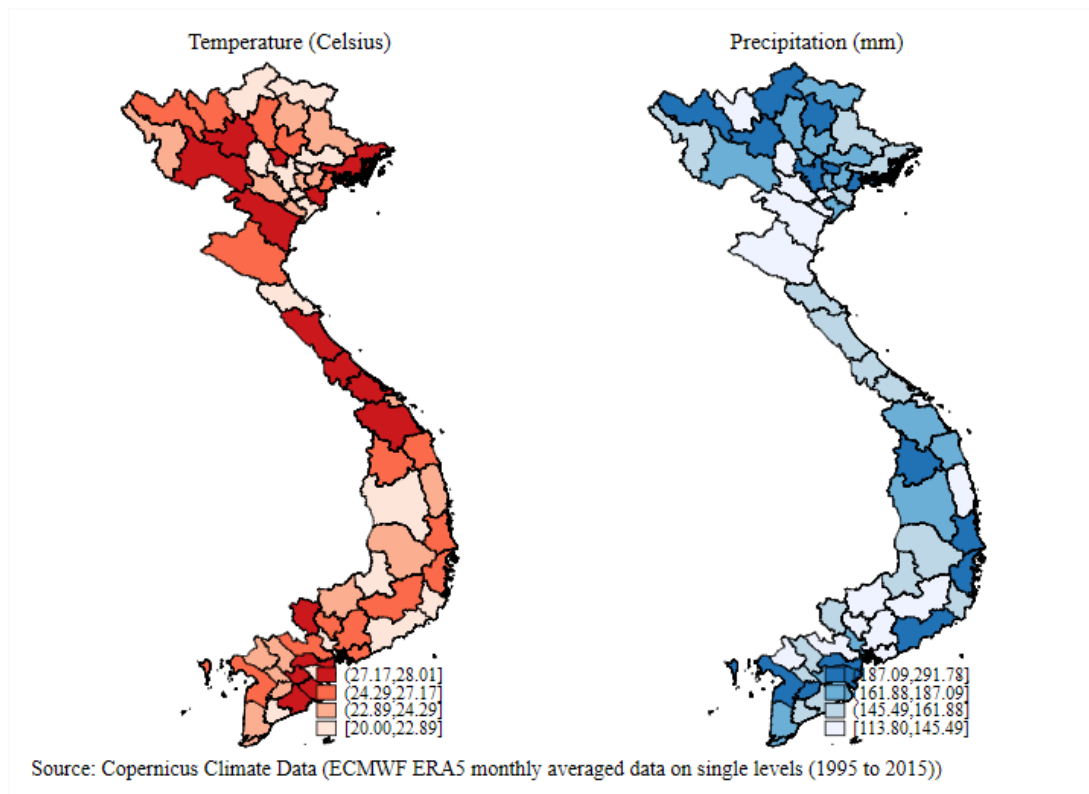 Temperature (Celsius)
Precipitation (mm)
(27.17,28.01]
(24.29,27.17]
(22.89,24.29]
[20.00,22.89]
(187.09,291.78]
(161.88,187.09]
(145.49,161.88]
[113.80,145.49]
Source: Copernicus Climate Data (ECMWF ERA5 monthly averaged data on single levels (1995 to 2015))